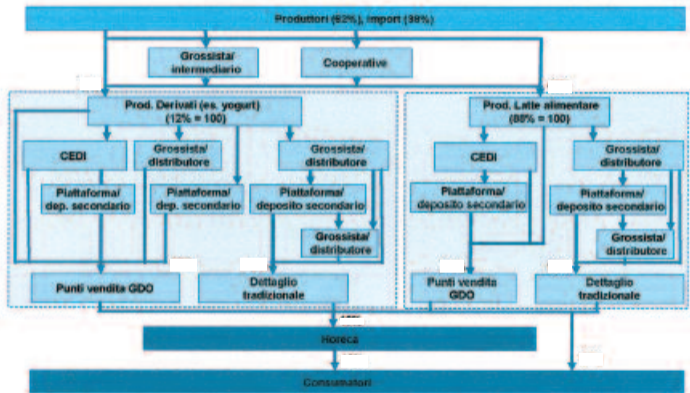 Produttori (62%), import (38%)
Grossista/
intermediario
Cooperative
Prod. Derivati (es. yogurt)
(12% = 100)
Prod. Latte alimentare
(88% = 100)
CEDI
Grossista/
distributore
Grossista/
distributore
CEDI
Grossista/
distributore
Piattaforma/
dep. secondario
Piattaforma/
dep. secondario
Piattaforma/
deposito secondario
Piattaforma/
deposito secondario
Piattaforma/
deposito secondario
Grossista/
distributore
Grossista/
distributore
Punti vendita GDO
Dettaglio
tradizionale
Punti vendita
GDO
Dettaglio
tradizionale
Horeca
Consumatori